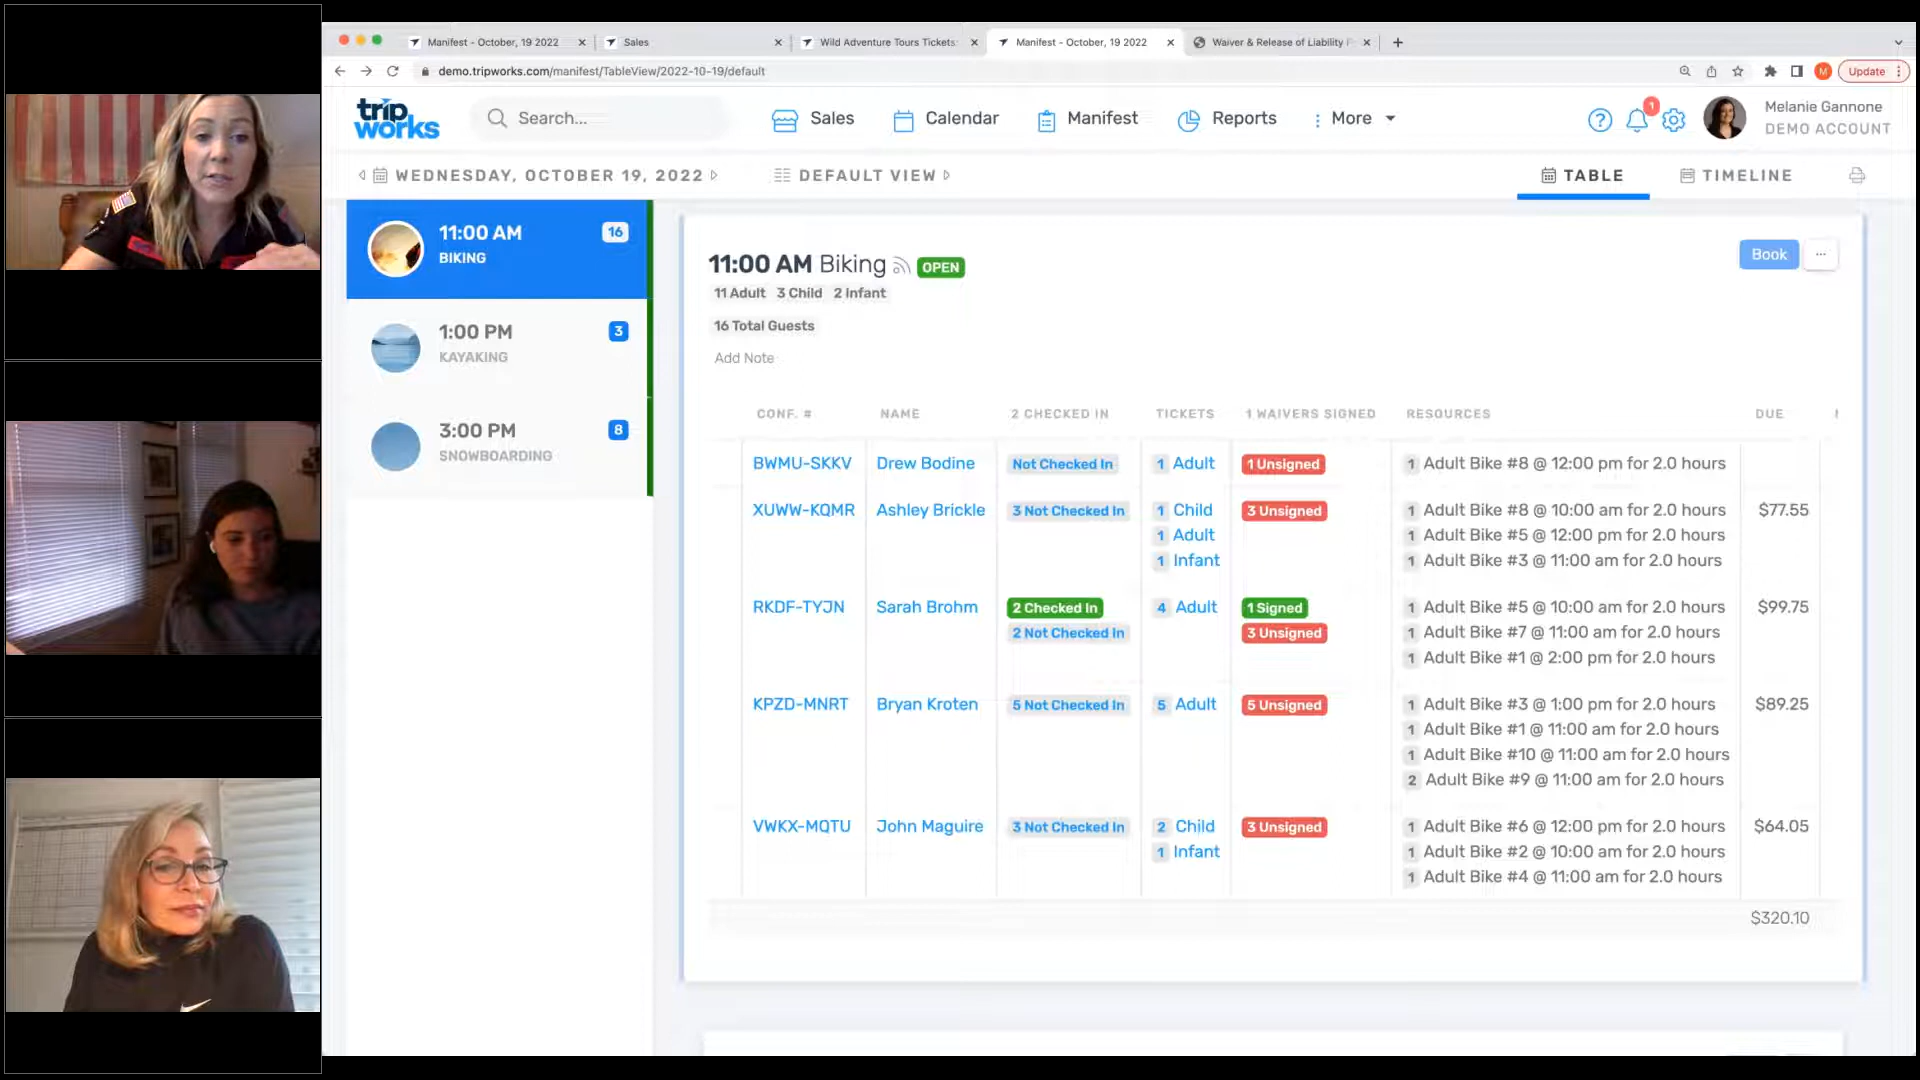 Manifest - October, 19 2022
Sales
Wild Adventure Tours Tickets
Manifest - October, 19 2022
Waiver & Release of Liability
demo.tripworks.com/manifest/TableView/2022-10-19/default
Update
trip works
Search...
Sales
Calendar
Manifest
Reports
More
1
Melanie Gannone
DEMO ACCOUNT
WEDNESDAY, OCTOBER 19, 2022
DEFAULT VIEW
TABLE
TIMELINE
11:00 AM
BIKING
16
1:00 PM
KAYAKING
3
3:00 PM
SNOWBOARDING
8
11:00 AM Biking OPEN
Book
...
11 Adult 3 Child 2 Infant
16 Total Guests
Add Note
CONF. # NAME 2 CHECKED IN TICKETS 1 WAIVERS SIGNED RESOURCES DUE
BWMU-SKKV Drew Bodine Not Checked In 1 Adult 1 Unsigned 1 Adult Bike #8 @ 12:00 pm for 2.0 hours
XUWW-KQMR Ashley Brickle 3 Not Checked In 1 Child 3 Unsigned 1 Adult Bike #8 @ 10:00 am for 2.0 hours $77.55
1 Adult 1 Adult Bike #5 @ 12:00 pm for 2.0 hours
1 Infant 1 Adult Bike #3 @ 11:00 am for 2.0 hours
RKDF-TYJN Sarah Brohm 2 Checked In 4 Adult 1 Signed 1 Adult Bike #5 @ 10:00 am for 2.0 hours $99.75
2 Not Checked In 3 Unsigned 1 Adult Bike #7 @ 11:00 am for 2.0 hours
1 Adult Bike #1 @ 2:00 pm for 2.0 hours
KPZD-MNRT Bryan Kroten 5 Not Checked In 5 Adult 5 Unsigned 1 Adult Bike #3 @ 1:00 pm for 2.0 hours $89.25
1 Adult Bike #1 @ 11:00 am for 2.0 hours
1 Adult Bike #10 @ 11:00 am for 2.0 hours
2 Adult Bike #9 @ 11:00 am for 2.0 hours
VWKX-MQTU John Maguire 3 Not Checked In 2 Child 3 Unsigned 1 Adult Bike #6 @ 12:00 pm for 2.0 hours $64.05
1 Infant 1 Adult Bike #2 @ 10:00 am for 2.0 hours
1 Adult Bike #4 @ 11:00 am for 2.0 hours
$320.10